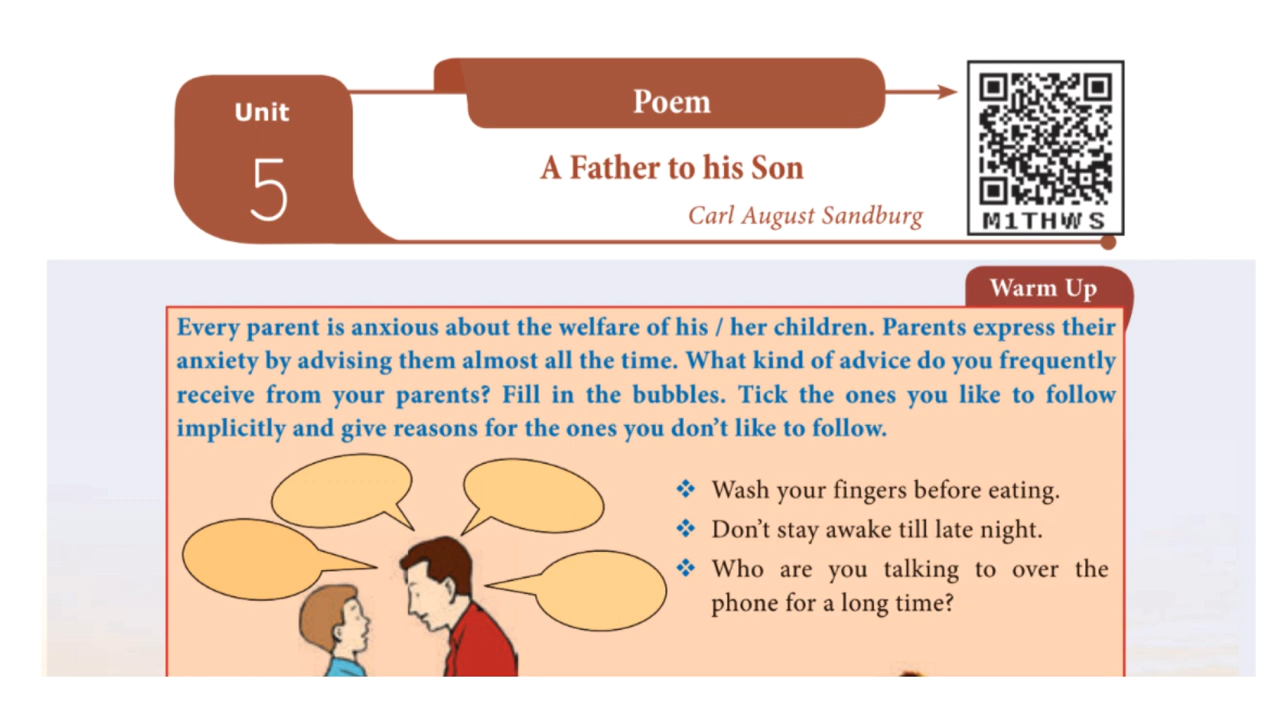 Unit
5
Poem
A Father to his Son
Carl August Sandburg
M1THWS
Warm Up
Every parent is anxious about the welfare of his / her children. Parents express their
anxiety by advising them almost all the time. What kind of advice do you frequently
receive from your parents? Fill in the bubbles. Tick the ones you like to follow
implicitly and give reasons for the ones you don’t like to follow.
❖ Wash your fingers before eating.
❖ Don’t stay awake till late night.
❖ Who are you talking to over the
phone for a long time?